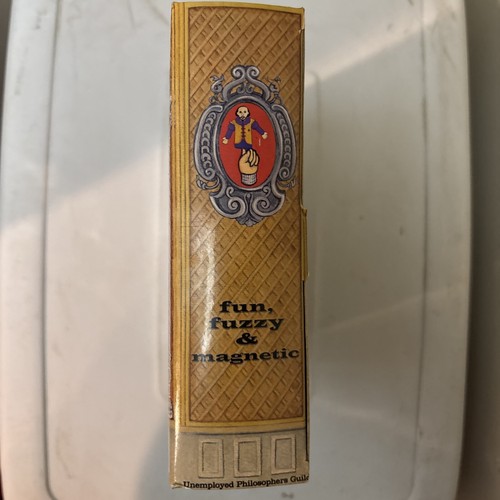 fun,
fuzzy
&
magnetic
Unemployed Philosophers Guild